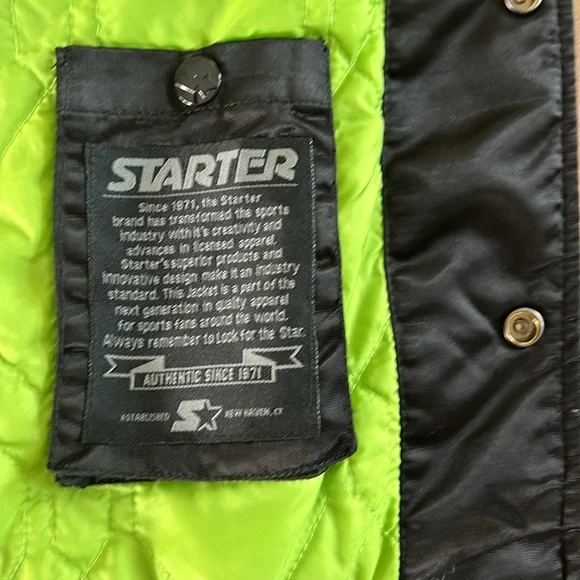 STARTER
Since 1971, the Starter
brand has transformed the sports
industry with it's creativity and
advances in licensed apparel.
Starter's superior products and
innovative design make it an industry
standard. This Jacket is a part of the
next generation in quality apparel
for sports fans around the world.
Always remember to Look for the Star.
AUTHENTIC SINCE 1971
ESTABLISHED S NEW HAVEN, CT